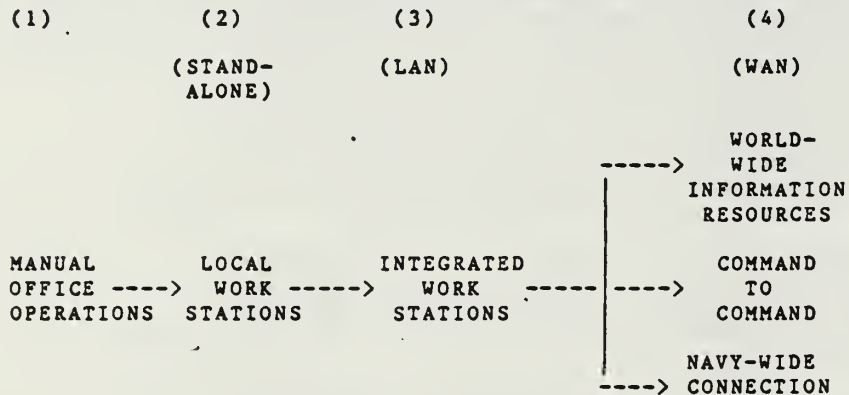 (1) (2) (3) (4)
(STAND- (LAN) (WAN)
ALONE)
WORLD-
-----> WIDE
INFORMATION
RESOURCES
MANUAL LOCAL INTEGRATED COMMAND
OFFICE ----> WORK -----> WORK ----- ----> TO
OPERATIONS STATIONS STATIONS COMMAND
NAVY-WIDE
----> CONNECTION